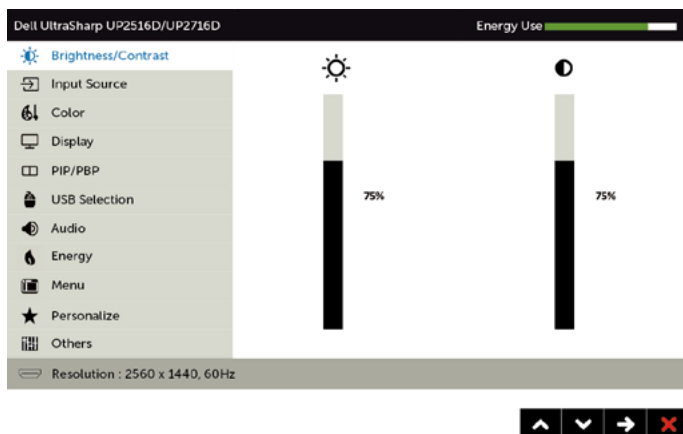 Dell UltraSharp UP2516D/UP2716D Energy Use
Brightness/Contrast
Input Source
Color
Display
PIP/PBP
USB Selection
Audio
Energy
Menu
Personalize
Others
75% 75%
Resolution : 2560 x 1440, 60Hz